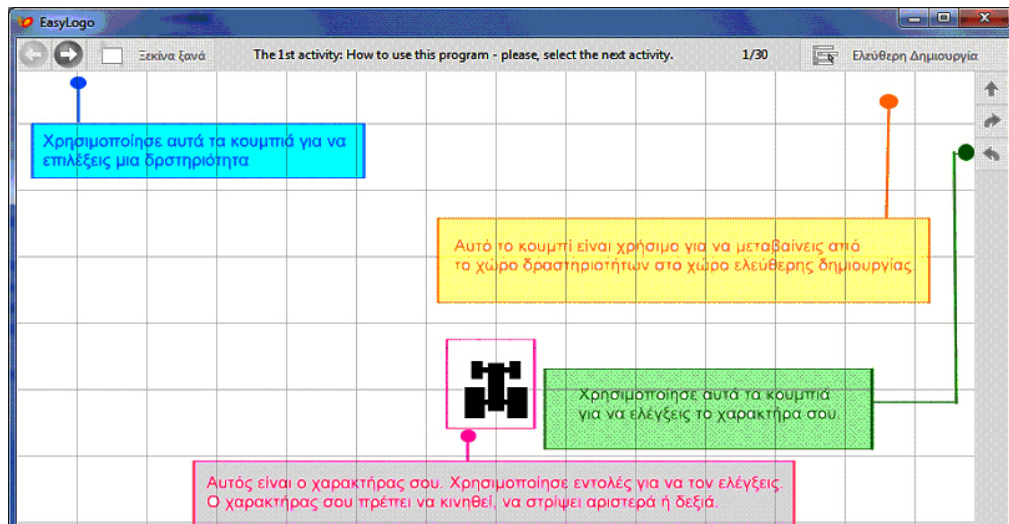 EasyLogo
Ξεκίνα ξανά
The 1st activity: How to use this program - please, select the next activity.
1/30
Ελεύθερη Δημιουργία
Χρησιμοποίησε αυτά τα κουμπιά για να
επιλέξεις μια δρστηριότητα
Αυτό το κουμπί είναι χρήσιμο για να μεταβαίνεις από
το χώρο δραστηριοτήτων στο χώρο ελεύθερης δημιουργίας.
Χρησιμοποίησε αυτά τα κουμπιά
για να ελέγξεις το χαρακτήρα σου.
Αυτός είναι ο χαρακτήρας σου. Χρησιμοποίησε εντολές για να τον ελέγξεις.
Ο χαρακτήρας σου πρέπει να κινηθεί, να στρίψει αριστερά ή δεξιά.